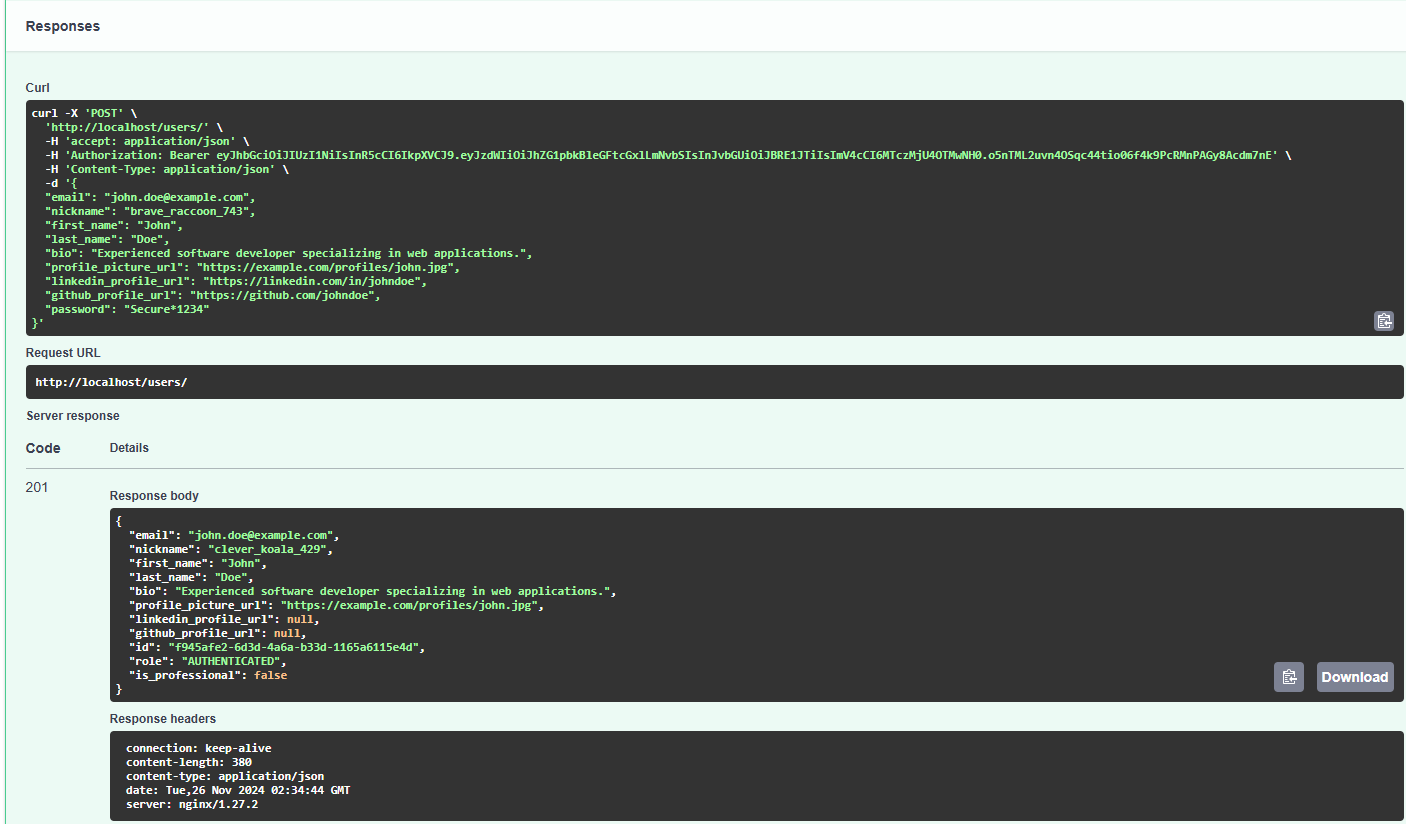 Responses
Curl
curl -X 'POST' \
'http://localhost/users/' \
-H 'accept: application/json' \
-H 'Authorization: Bearer eyJhbGciOiJIUzI1NiIsInR5cCI6IkpXVCJ9.eyJzdWIiOiJhZG1pbkBleGFtcGxlLmNvbSIsInJvbGUiOiJBRE1JTiIsImV4cCI6MTczMjU4OTMwNH0.o5nTML2uvn4OSqc44tio06f4k9PcRMnPAGy8Acdm7nE' \
-H 'Content-Type: application/json' \
-d '{
"email": "john.doe@example.com",
"nickname": "brave_raccoon_743",
"first_name": "John",
"last_name": "Doe",
"bio": "Experienced software developer specializing in web applications.",
"profile_picture_url": "https://example.com/profiles/john.jpg",
"linkedin_profile_url": "https://linkedin.com/in/johndoe",
"github_profile_url": "https://github.com/johndoe",
"password": "Secure*1234"
}'
Request URL
http://localhost/users/
Server response
Code Details
201
Response body
{
"email": "john.doe@example.com",
"nickname": "clever_koala_429",
"first_name": "John",
"last_name": "Doe",
"bio": "Experienced software developer specializing in web applications.",
"profile_picture_url": "https://example.com/profiles/john.jpg",
"linkedin_profile_url": null,
"github_profile_url": null,
"id": "f945afe2-6d3d-4a6a-b33d-1165a6115e4d",
"role": "AUTHENTICATED",
"is_professional": false
}
Download
Response headers
connection: keep-alive
content-length: 380
content-type: application/json
date: Tue,26 Nov 2024 02:34:44 GMT
server: nginx/1.27.2